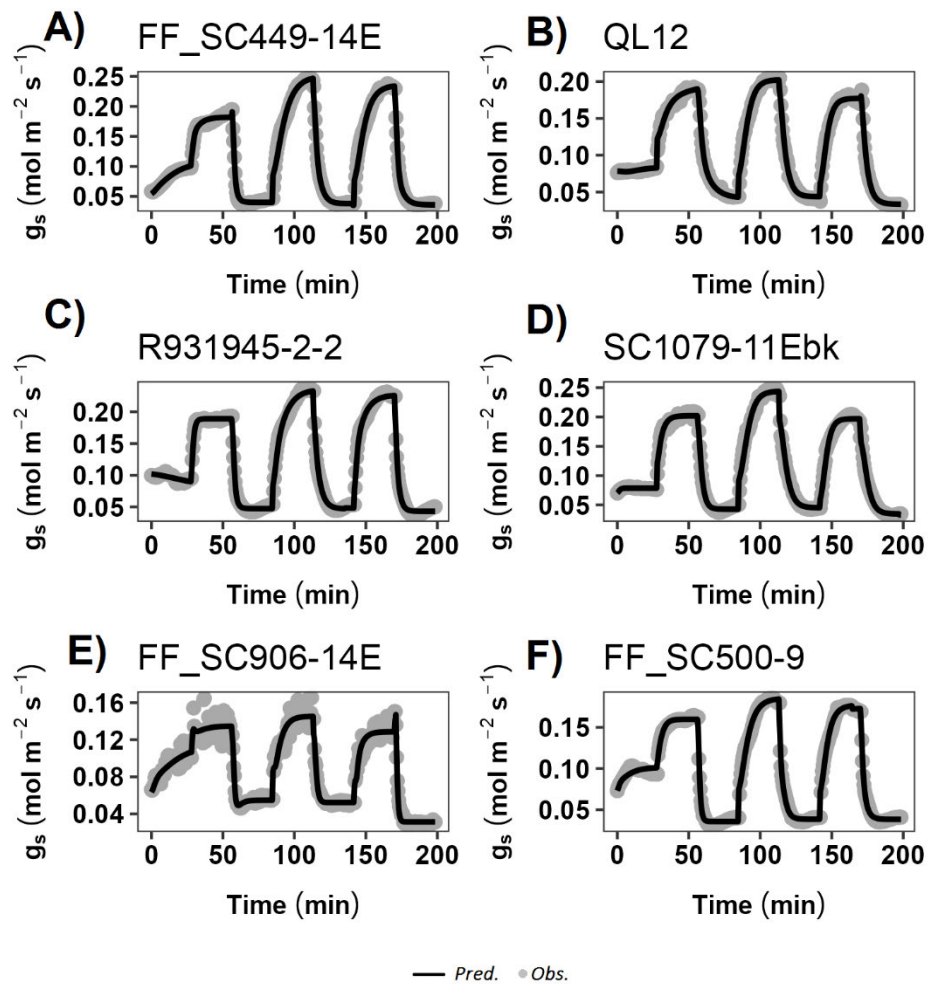 A) FF_SC449-14E
gₛ (mol m⁻² s⁻¹)
0.25
0.20
0.15
0.10
0.05
0 50 100 150 200
Time (min)
B) QL12
gₛ (mol m⁻² s⁻¹)
0.20
0.15
0.10
0.05
0 50 100 150 200
Time (min)
C) R931945-2-2
gₛ (mol m⁻² s⁻¹)
0.20
0.15
0.10
0.05
0 50 100 150 200
Time (min)
D) SC1079-11Ebk
gₛ (mol m⁻² s⁻¹)
0.25
0.20
0.15
0.10
0.05
0 50 100 150 200
Time (min)
E) FF_SC906-14E
gₛ (mol m⁻² s⁻¹)
0.16
0.12
0.08
0.04
0 50 100 150 200
Time (min)
F) FF_SC500-9
gₛ (mol m⁻² s⁻¹)
0.15
0.10
0.05
0 50 100 150 200
Time (min)
Pred. Obs.